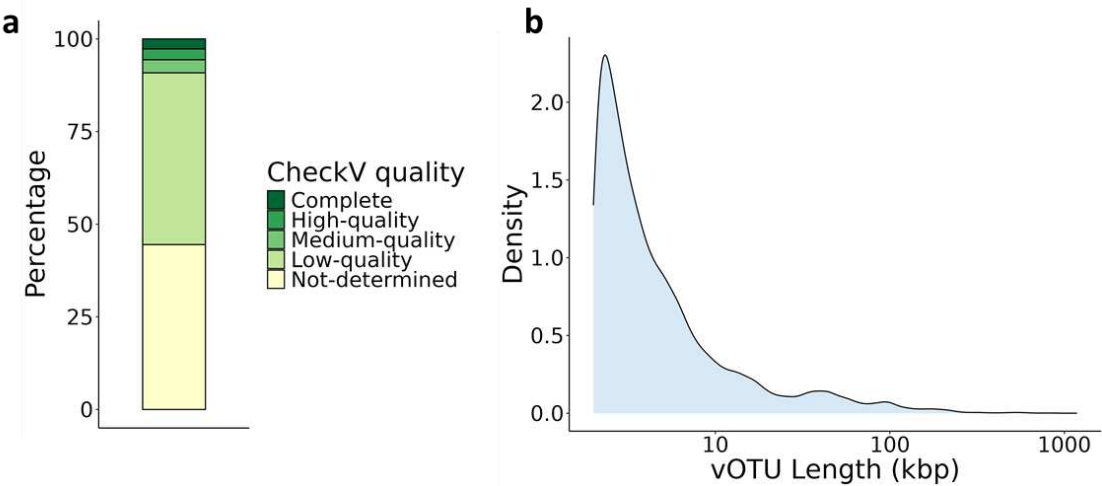 a
100
75
50
25
0
Percentage
CheckV quality
Complete
High-quality
Medium-quality
Low-quality
Not-determined
b
2.0
1.5
1.0
0.5
0.0
Density
10 100 1000
vOTU Length (kbp)